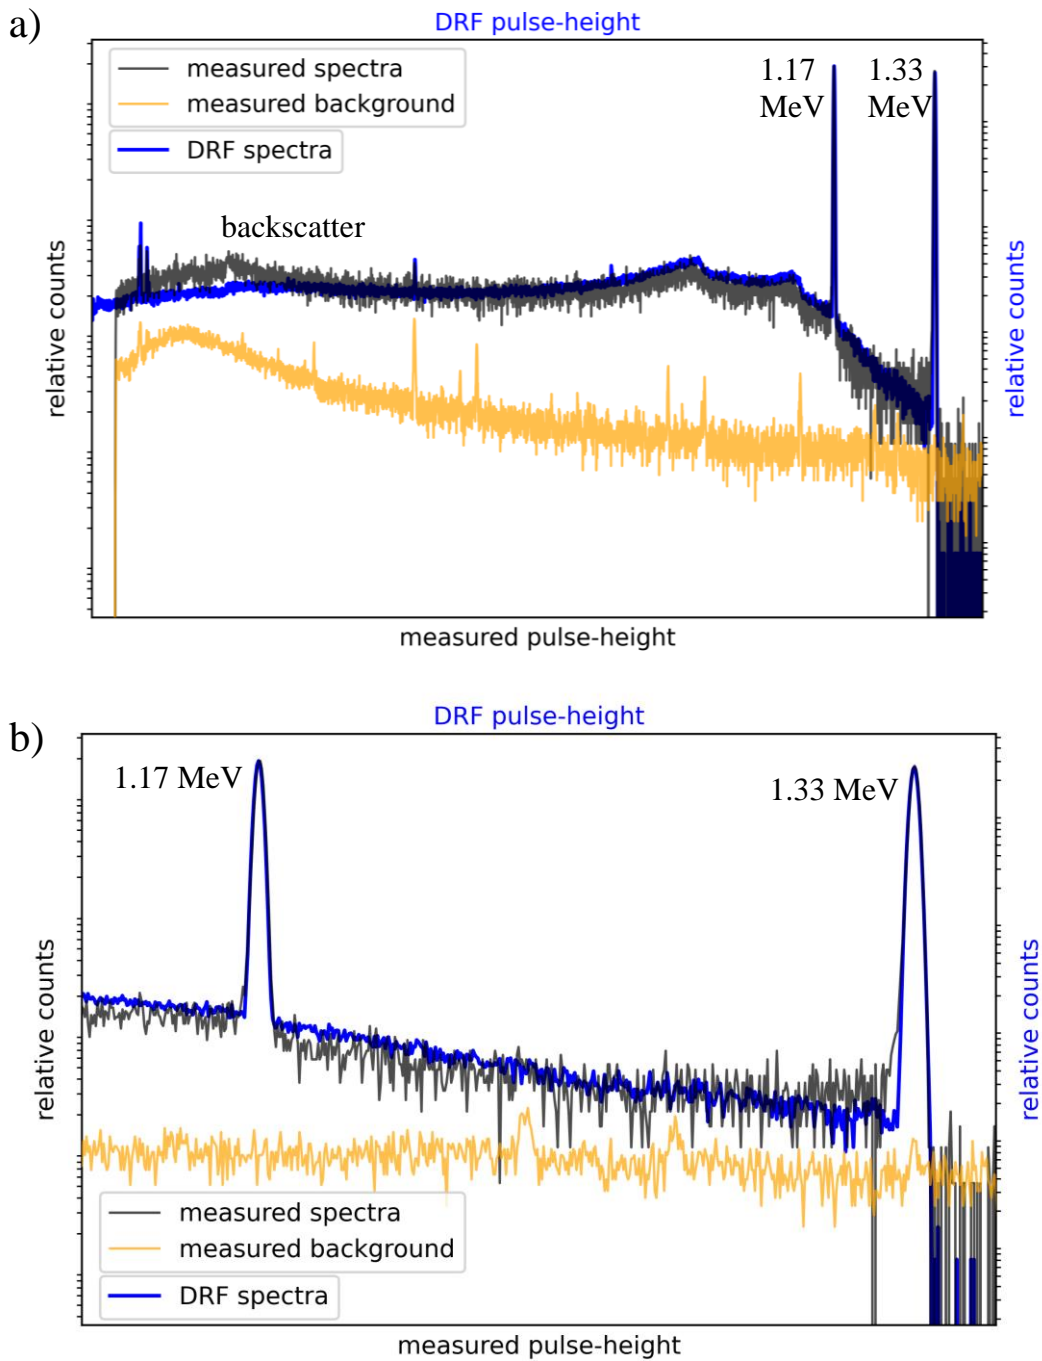 a)
DRF pulse-height
measured spectra
measured background
DRF spectra
1.17
MeV
1.33
MeV
backscatter
relative counts
relative counts
measured pulse-height
b)
DRF pulse-height
1.17 MeV
1.33 MeV
relative counts
relative counts
measured spectra
measured background
DRF spectra
measured pulse-height